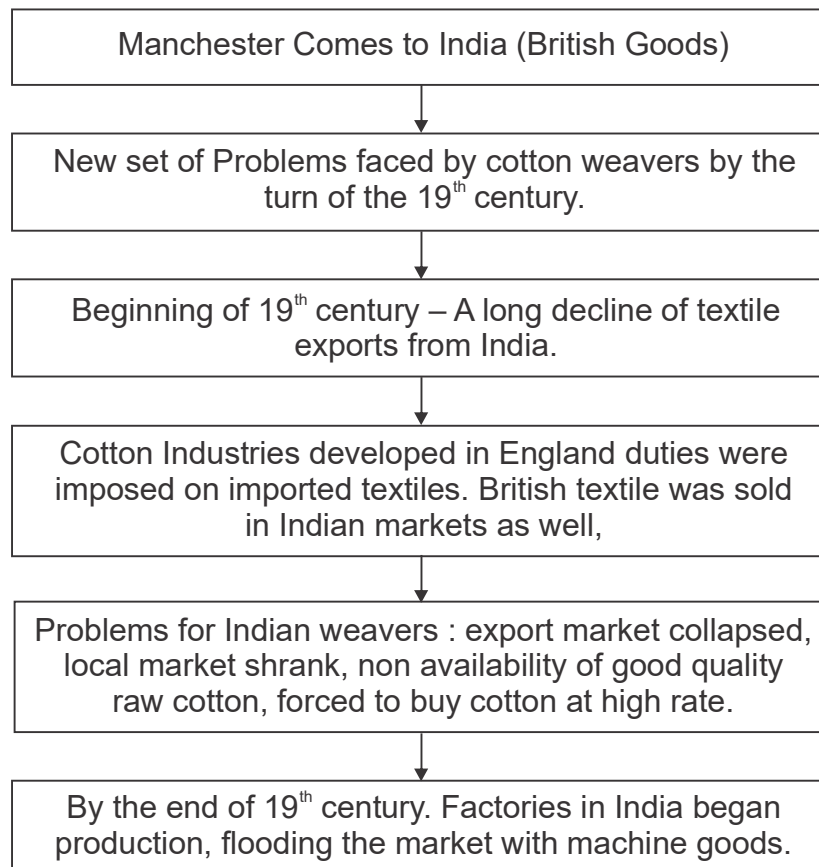 Manchester Comes to India (British Goods)
New set of Problems faced by cotton weavers by the
turn of the 19th century.
Beginning of 19th century – A long decline of textile
exports from India.
Cotton Industries developed in England duties were
imposed on imported textiles. British textile was sold
in Indian markets as well,
Problems for Indian weavers : export market collapsed,
local market shrank, non availability of good quality
raw cotton, forced to buy cotton at high rate.
By the end of 19th century. Factories in India began
production, flooding the market with machine goods.